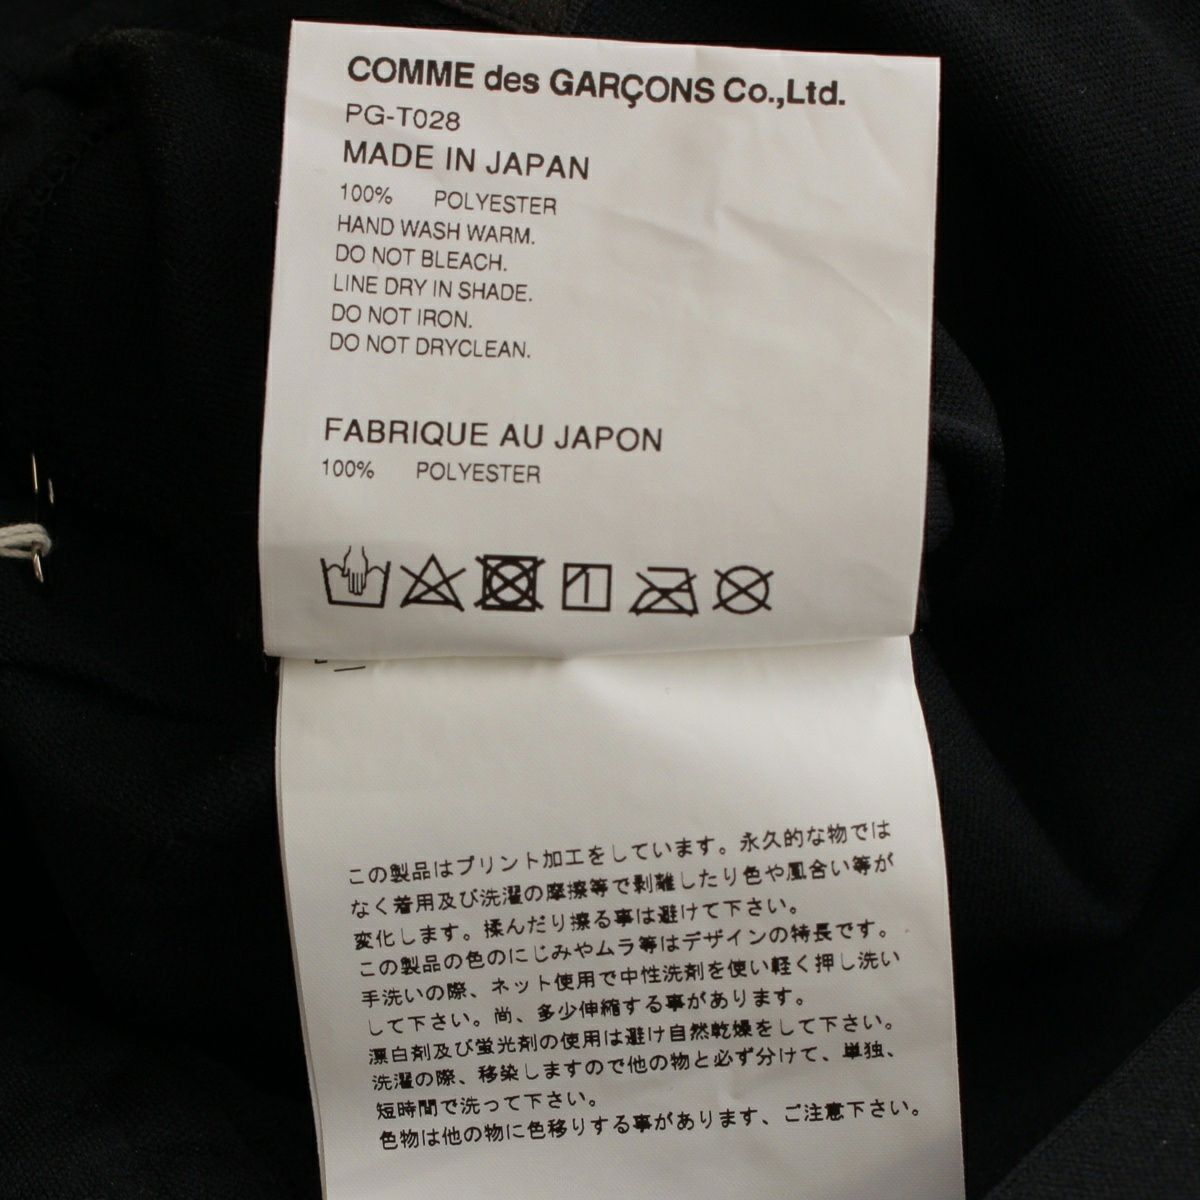 COMME des GARÇONS Co.,Ltd.
PG-T028
MADE IN JAPAN
100% POLYESTER
HAND WASH WARM.
DO NOT BLEACH.
LINE DRY IN SHADE.
DO NOT IRON.
DO NOT DRYCLEAN.
FABRIQUE AU JAPON
100% POLYESTER
この製品はプリント加工をしています。永久的な物では
なく着用及び洗濯の摩擦等で剥離したり色や風合い等が
変化します。揉んだり擦る事は避けて下さい。
この製品の色のにじみやムラ等はデザインの特長です。
手洗いの際、ネット使用で中性洗剤を使い軽く押し洗い
して下さい。尚、多少伸縮する事があります。
漂白剤及び蛍光剤の使用は避け自然乾燥をして下さい。
洗濯の際、移染しますので他の物と必ず分けて、単独、
短時間で洗って下さい。
色物は他の物に色移りする事があります、ご注意下さい。